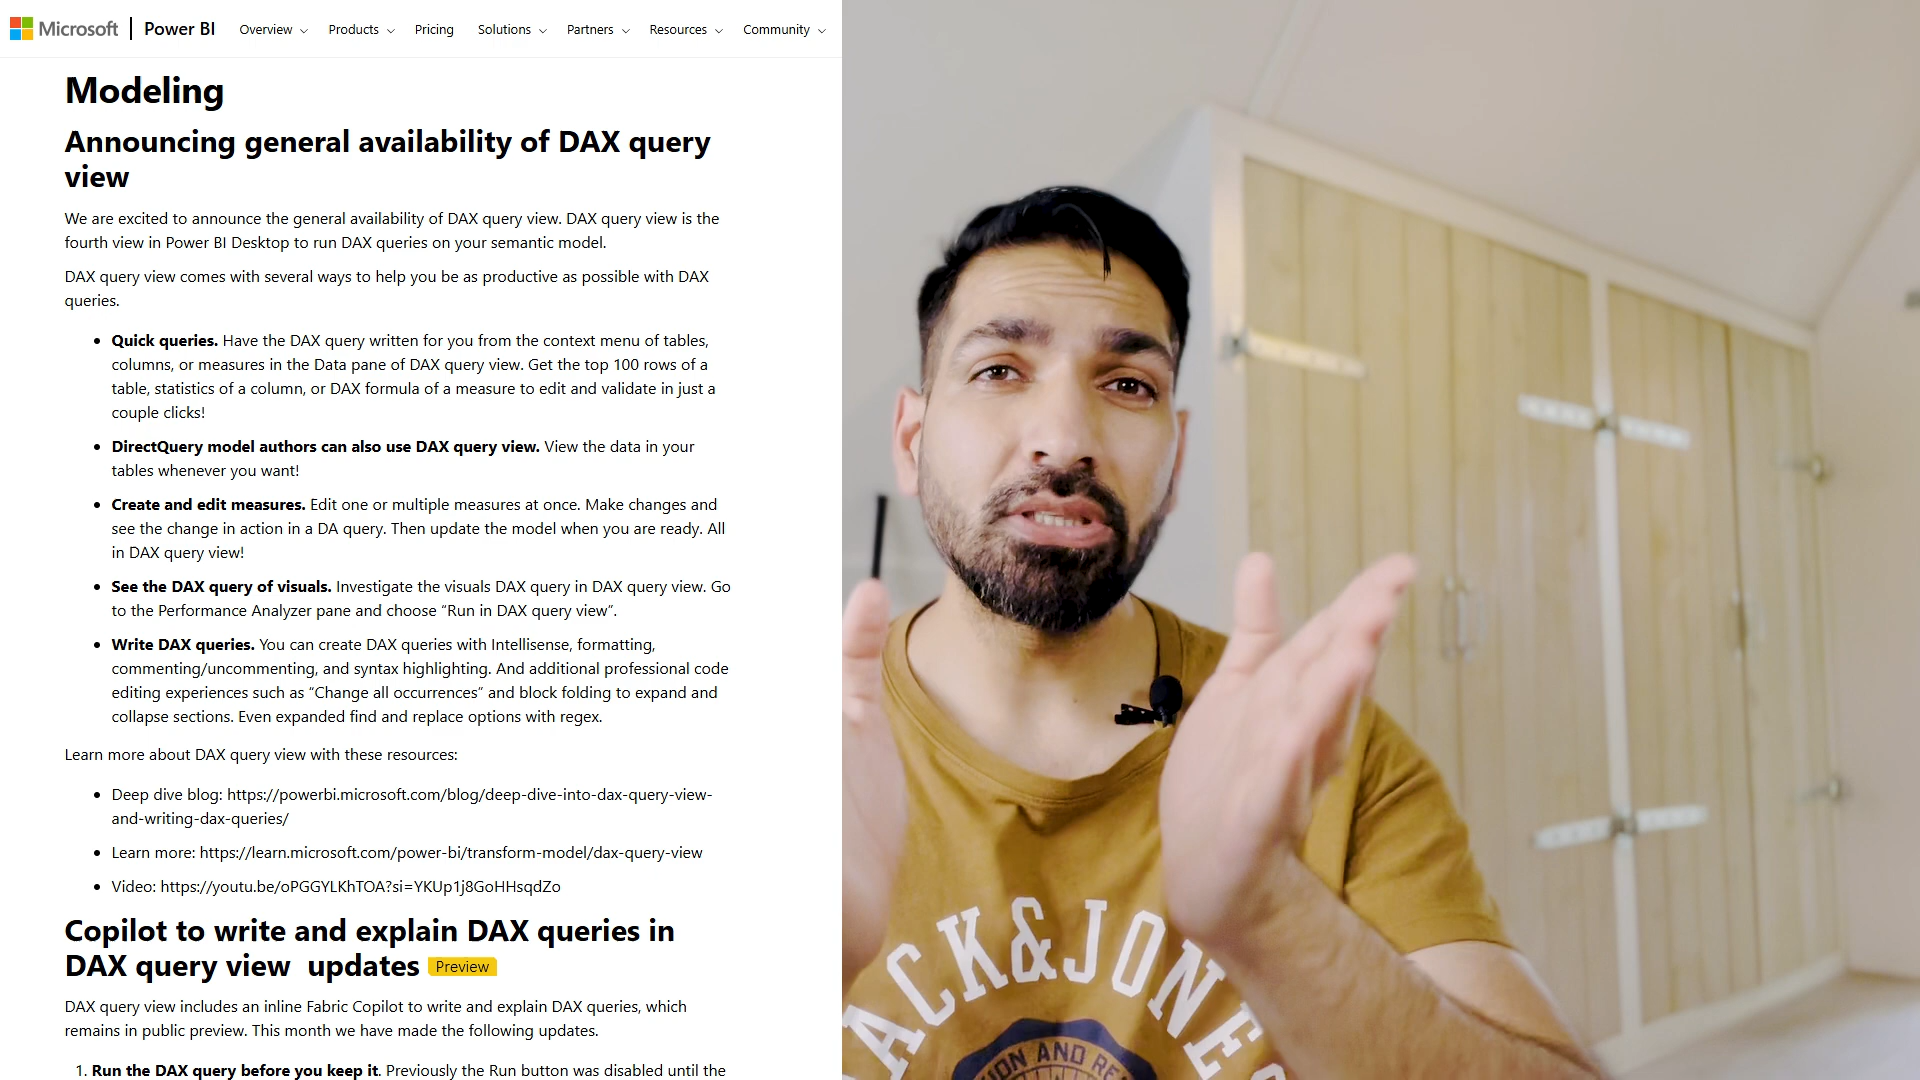 Microsoft | Power BI Overview Products Pricing Solutions Partners Resources Community
Modeling
Announcing general availability of DAX query
view
We are excited to announce the general availability of DAX query view. DAX query view is the
fourth view in Power BI Desktop to run DAX queries on your semantic model.
DAX query view comes with several ways to help you be as productive as possible with DAX
queries.
• Quick queries. Have the DAX query written for you from the context menu of tables,
columns, or measures in the Data pane of DAX query view. Get the top 100 rows of a
table, statistics of a column, or DAX formula of a measure to edit and validate in just a
couple clicks!
• DirectQuery model authors can also use DAX query view. View the data in your
tables whenever you want!
• Create and edit measures. Edit one or multiple measures at once. Make changes and
see the change in action in a DA query. Then update the model when you are ready. All
in DAX query view!
• See the DAX query of visuals. Investigate the visuals DAX query in DAX query view. Go
to the Performance Analyzer pane and choose “Run in DAX query view”.
• Write DAX queries. You can create DAX queries with Intellisense, formatting,
commenting/uncommenting, and syntax highlighting. And additional professional code
editing experiences such as “Change all occurrences” and block folding to expand and
collapse sections. Even expanded find and replace options with regex.
Learn more about DAX query view with these resources:
• Deep dive blog: https://powerbi.microsoft.com/blog/deep-dive-into-dax-query-view-
and-writing-dax-queries/
• Learn more: https://learn.microsoft.com/power-bi/transform-model/dax-query-view
• Video: https://youtu.be/oPGGYLKhTOA?si=YKUp1j8GoHHsqdZo
Copilot to write and explain DAX queries in
DAX query view updates Preview
DAX query view includes an inline Fabric Copilot to write and explain DAX queries, which
remains in public preview. This month we have made the following updates.
1. Run the DAX query before you keep it. Previously the Run button was disabled until the
JACK&JONES
AND